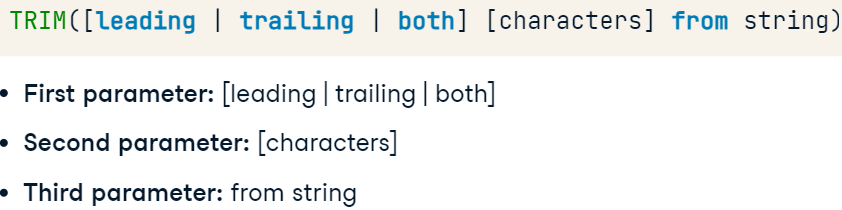 TRIM([leading | trailing | both] [characters] from string)
• First parameter: [leading | trailing | both]
• Second parameter: [characters]
• Third parameter: from string